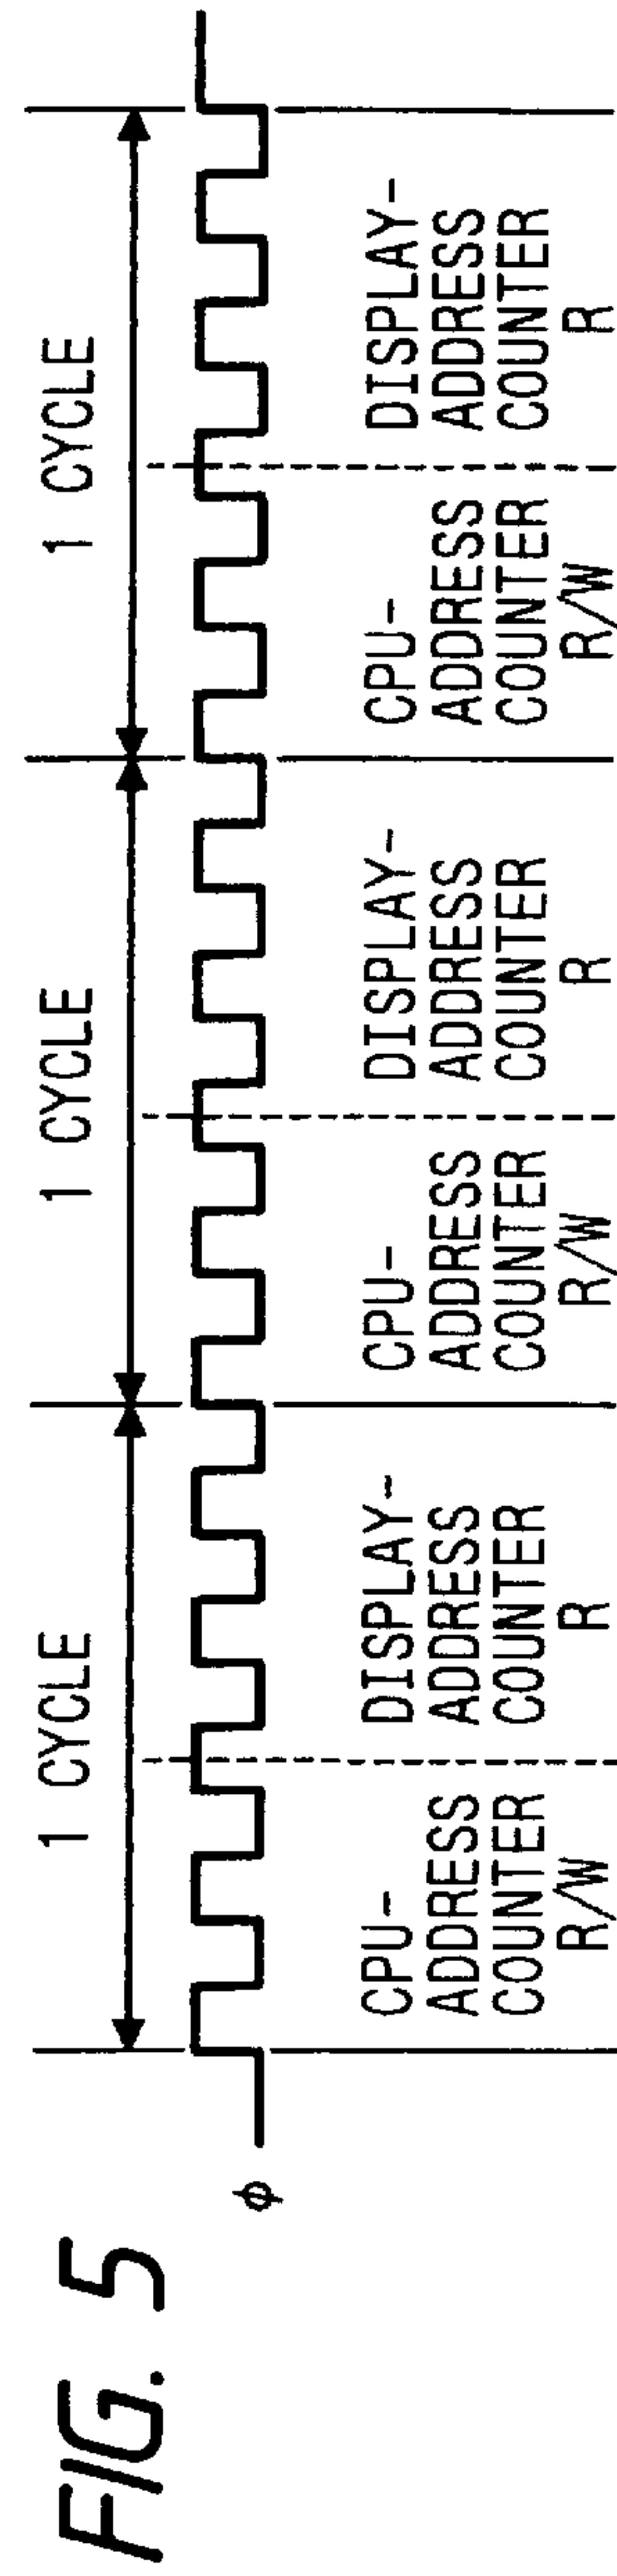 FIG. 5
1 CYCLE
1 CYCLE
1 CYCLE
φ
CPU-
ADDRESS
COUNTER
R/W
DISPLAY-
ADDRESS
COUNTER
R
CPU-
ADDRESS
COUNTER
R/W
DISPLAY-
ADDRESS
COUNTER
R
CPU-
ADDRESS
COUNTER
R/W
DISPLAY-
ADDRESS
COUNTER
R